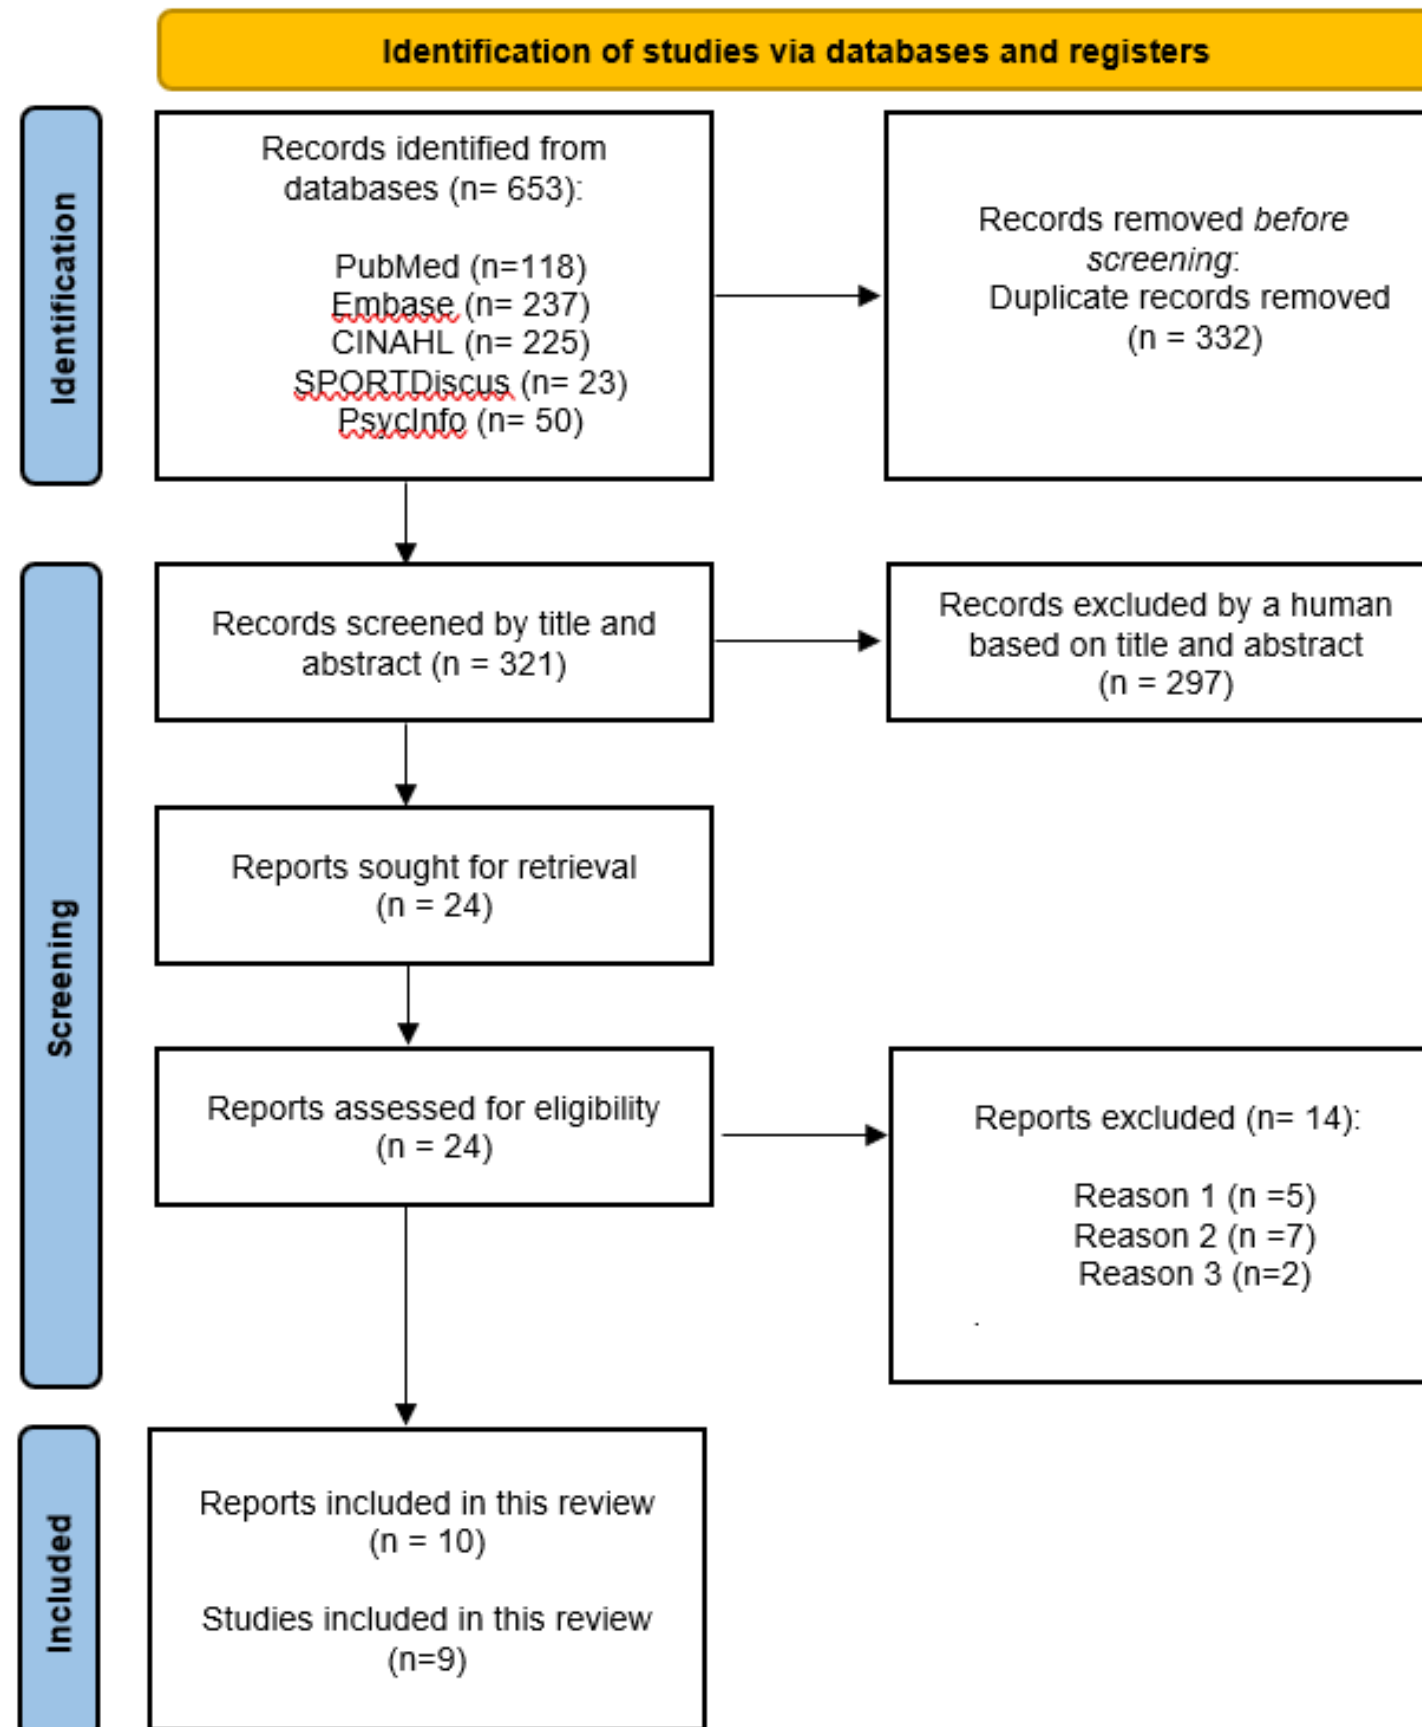 Identification of studies via databases and registers
Identification
Records identified from
databases (n= 653):
PubMed (n=118)
Embase (n= 237)
CINAHL (n= 225)
SPORTDiscus (n= 23)
PsycInfo (n= 50)
Records removed before
screening:
Duplicate records removed
(n = 332)
Screening
Records screened by title and
abstract (n = 321)
Records excluded by a human
based on title and abstract
(n = 297)
Reports sought for retrieval
(n = 24)
Reports assessed for eligibility
(n = 24)
Reports excluded (n= 14):
Reason 1 (n =5)
Reason 2 (n =7)
Reason 3 (n=2)
.
Included
Reports included in this review
(n = 10)
Studies included in this review
(n=9)